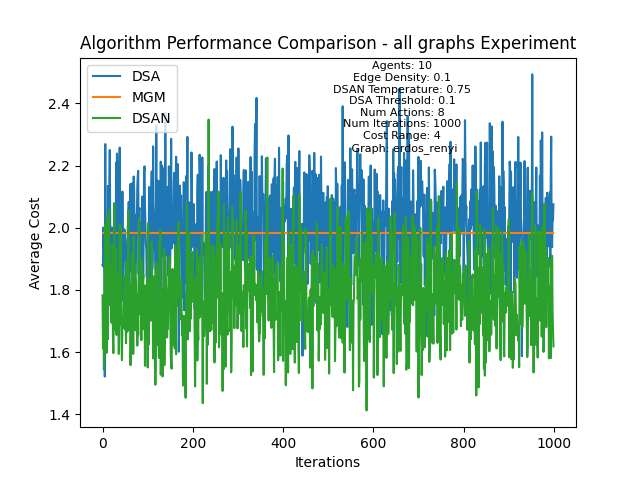 Algorithm Performance Comparison - all graphs Experiment
DSA
MGM
DSAN
Agents: 10
Edge Density: 0.1
DSAN Temperature: 0.75
DSA Threshold: 0.1
Num Actions: 8
Num Iterations: 1000
Cost Range: 4
Graph: erdos_renyi
Average Cost
2.4
2.2
2.0
1.8
1.6
1.4
0 200 400 600 800 1000
Iterations